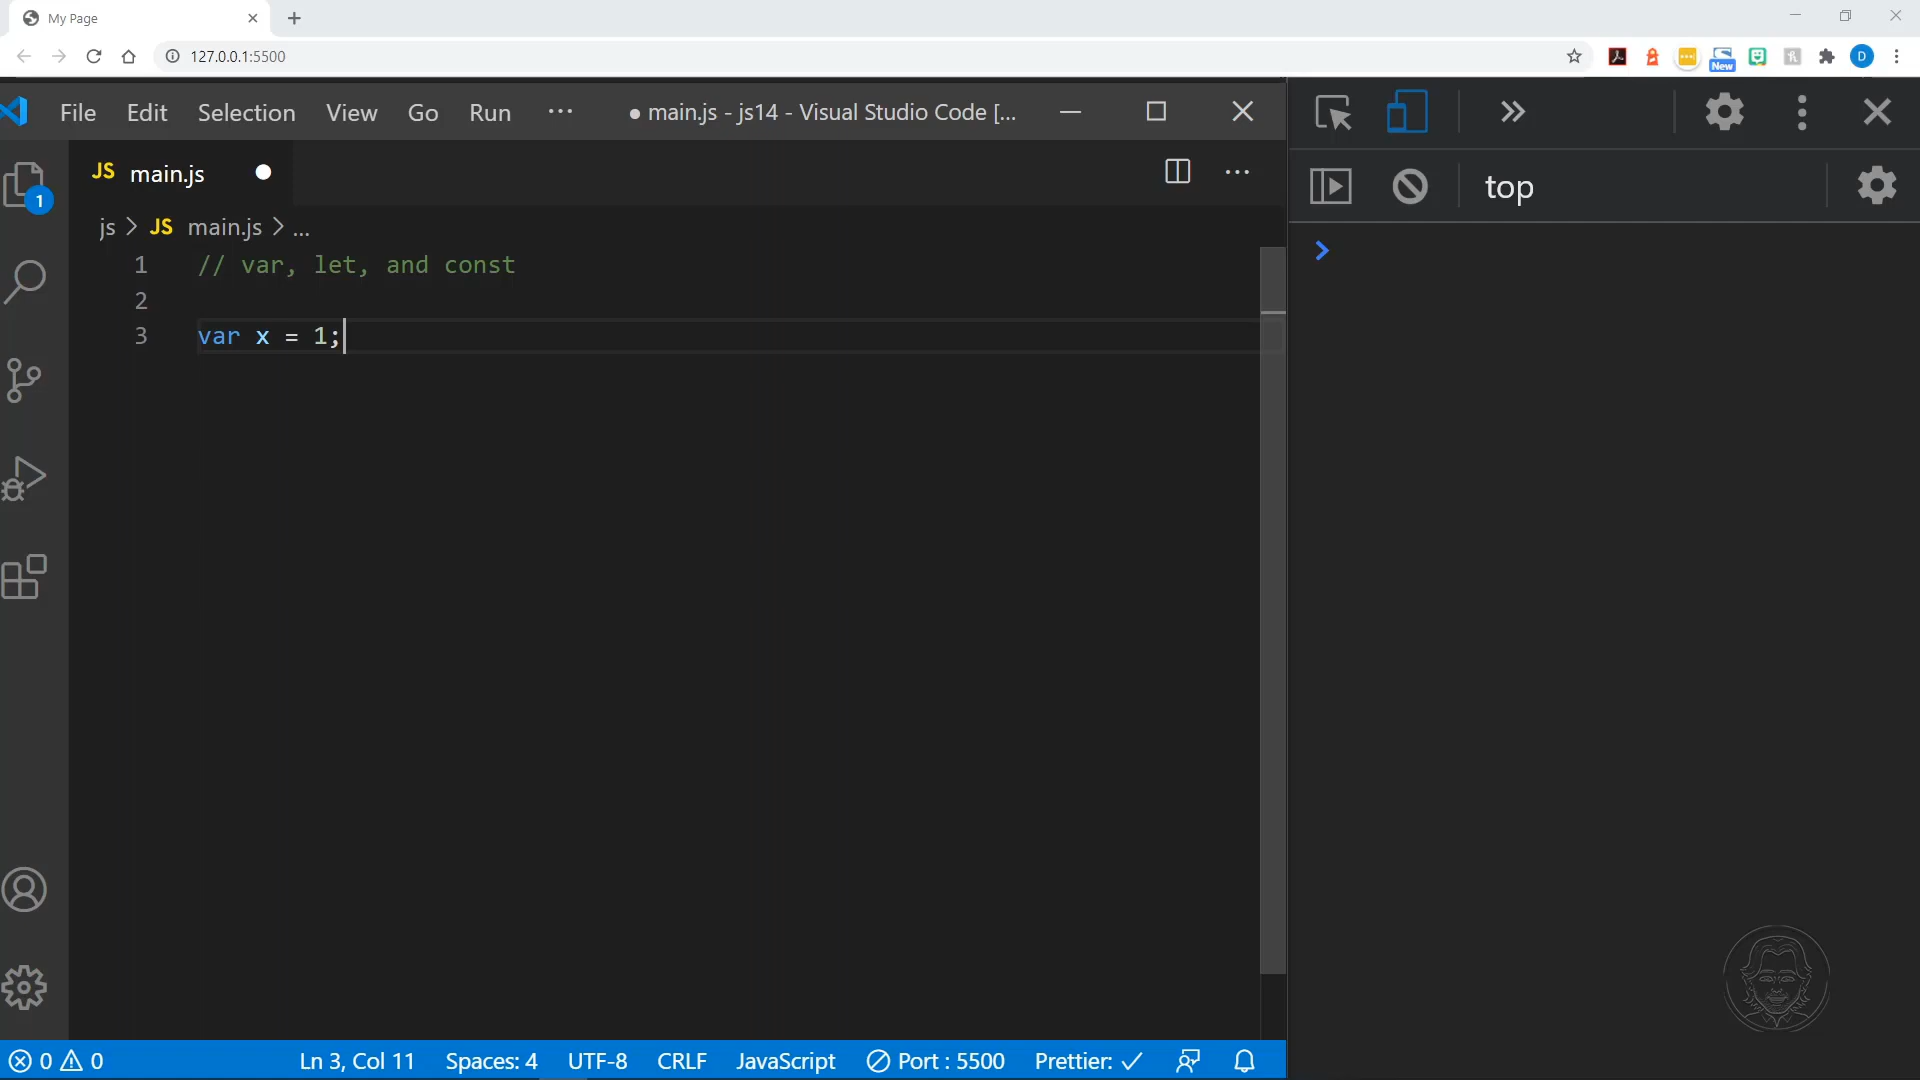 My Page
127.0.0.1:5500
New
D
File Edit Selection View Go Run ··· ● main.js - js14 - Visual Studio Code [...
JS main.js ●
1
js > JS main.js > ...
top
1 // var, let, and const
2
3 var x = 1;
0 0 Ln 3, Col 11 Spaces: 4 UTF-8 CRLF JavaScript Port : 5500 Prettier: ✓